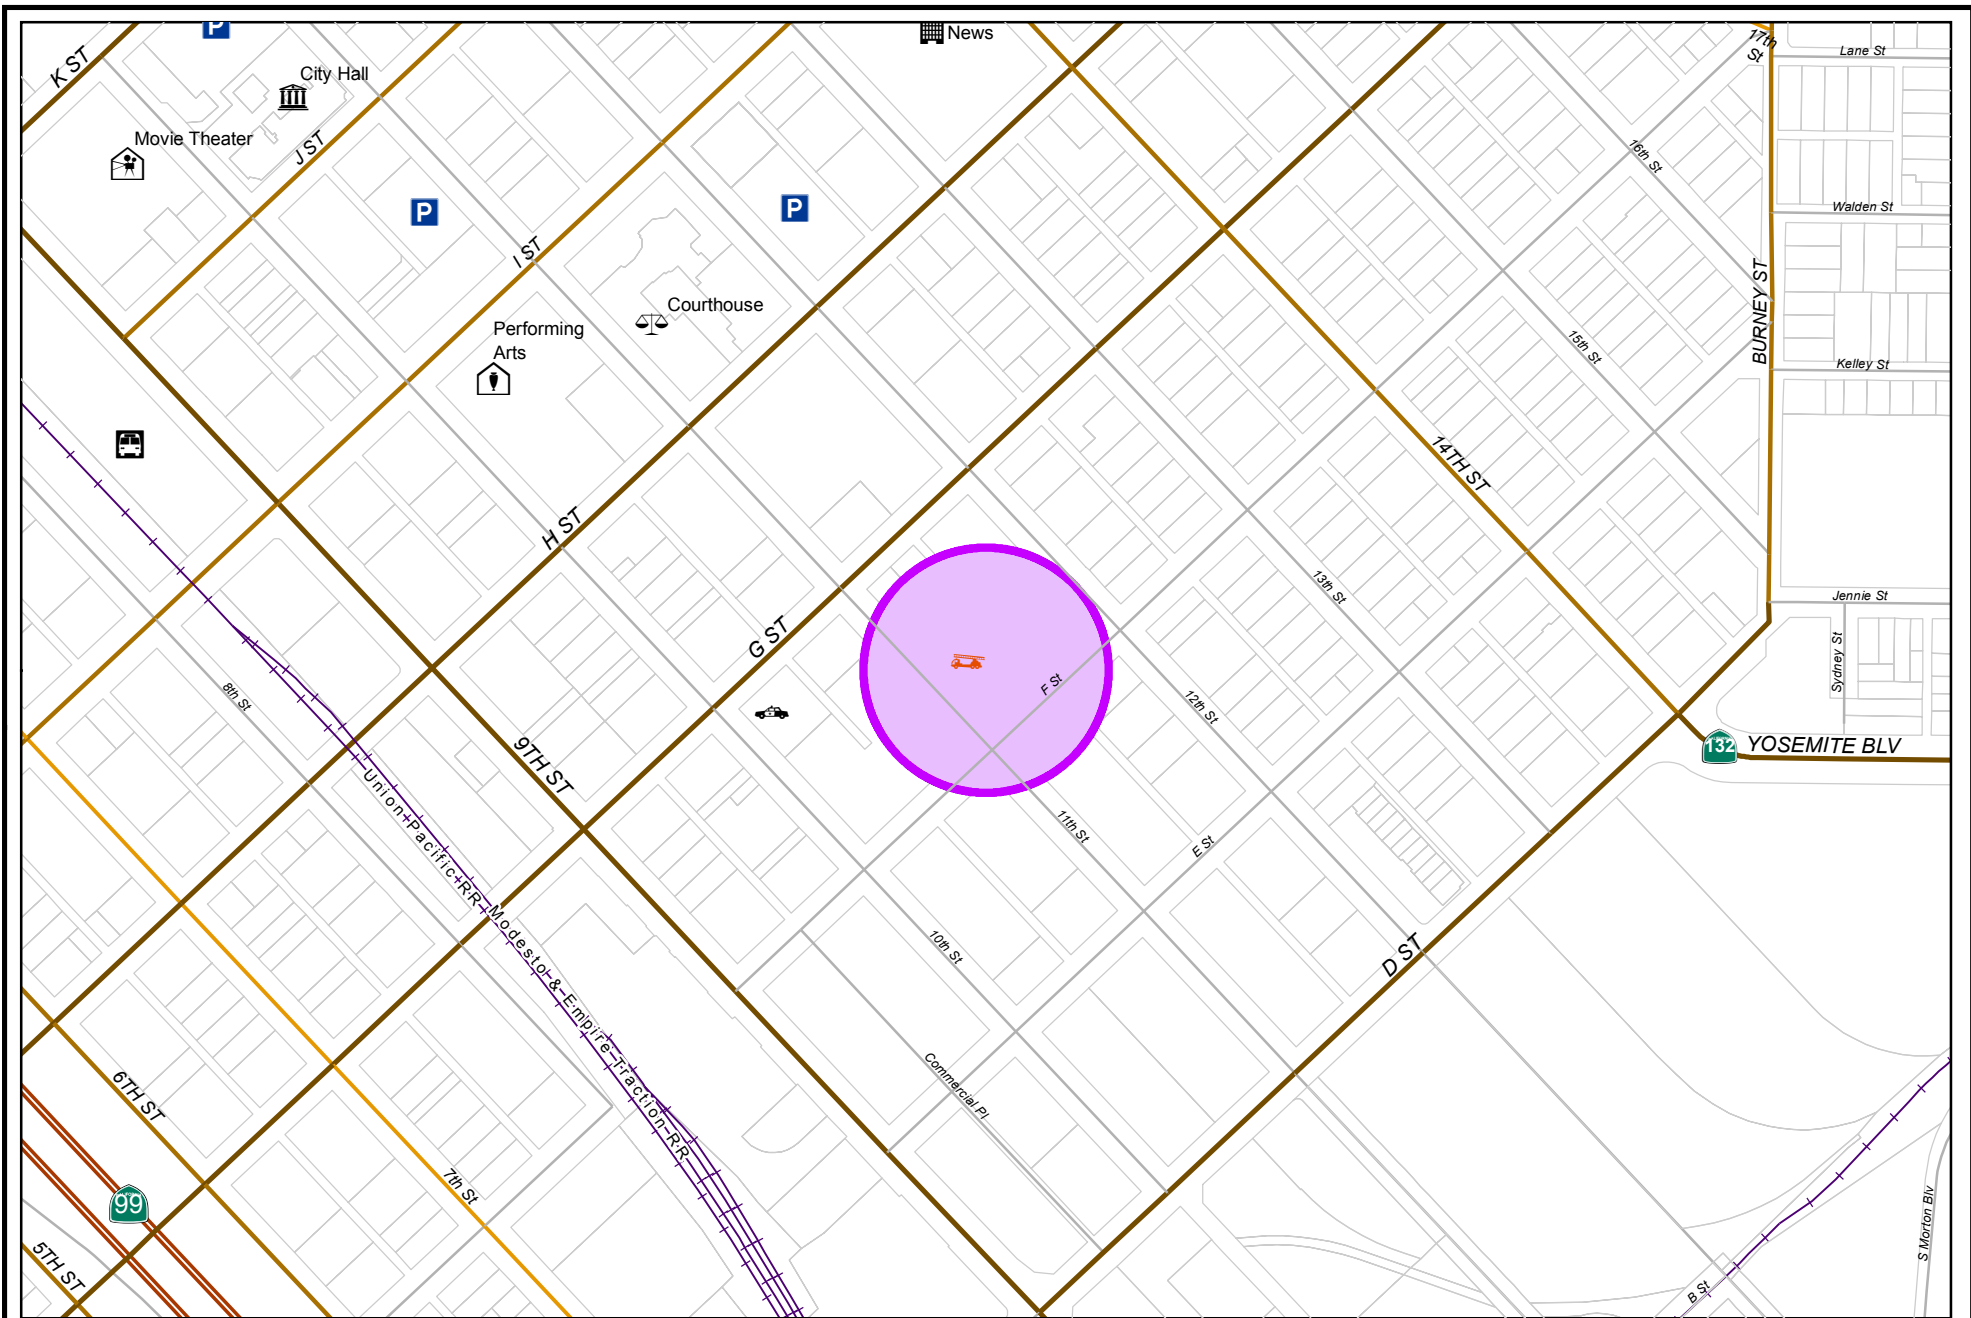 P
News
17th
St
Lane St
K ST
City Hall
Movie Theater
J ST
16th St
P
P
Walden St
I ST
BURNEY ST
Courthouse
Performing
Arts
15th St
Kelley St
14TH ST
H ST
13th St
Jennie St
G ST
Sydney St
F St
8th St
12th St
9TH ST
132
YOSEMITE BLV
Union Pacific RR
11th St
E St
Modesto & Empire Traction RR
10th St
D ST
Commercial Pl
6TH ST
7th St
99
S Morton Blv
5TH ST
B St